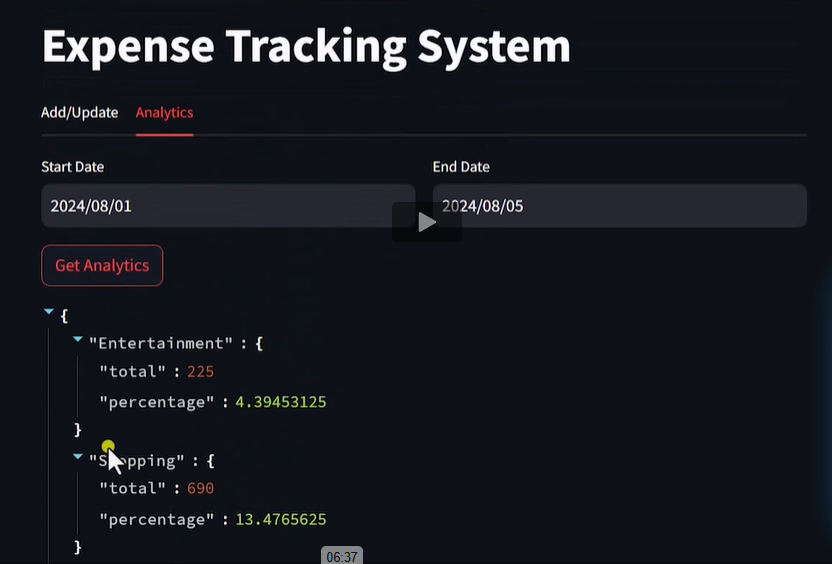 Expense Tracking System
Add/Update Analytics
Start Date End Date
2024/08/01 2024/08/05
Get Analytics
{
"Entertainment" : {
"total" : 225
"percentage" : 4.39453125
}
"Shopping" : {
"total" : 690
"percentage" : 13.4765625
}
06:37